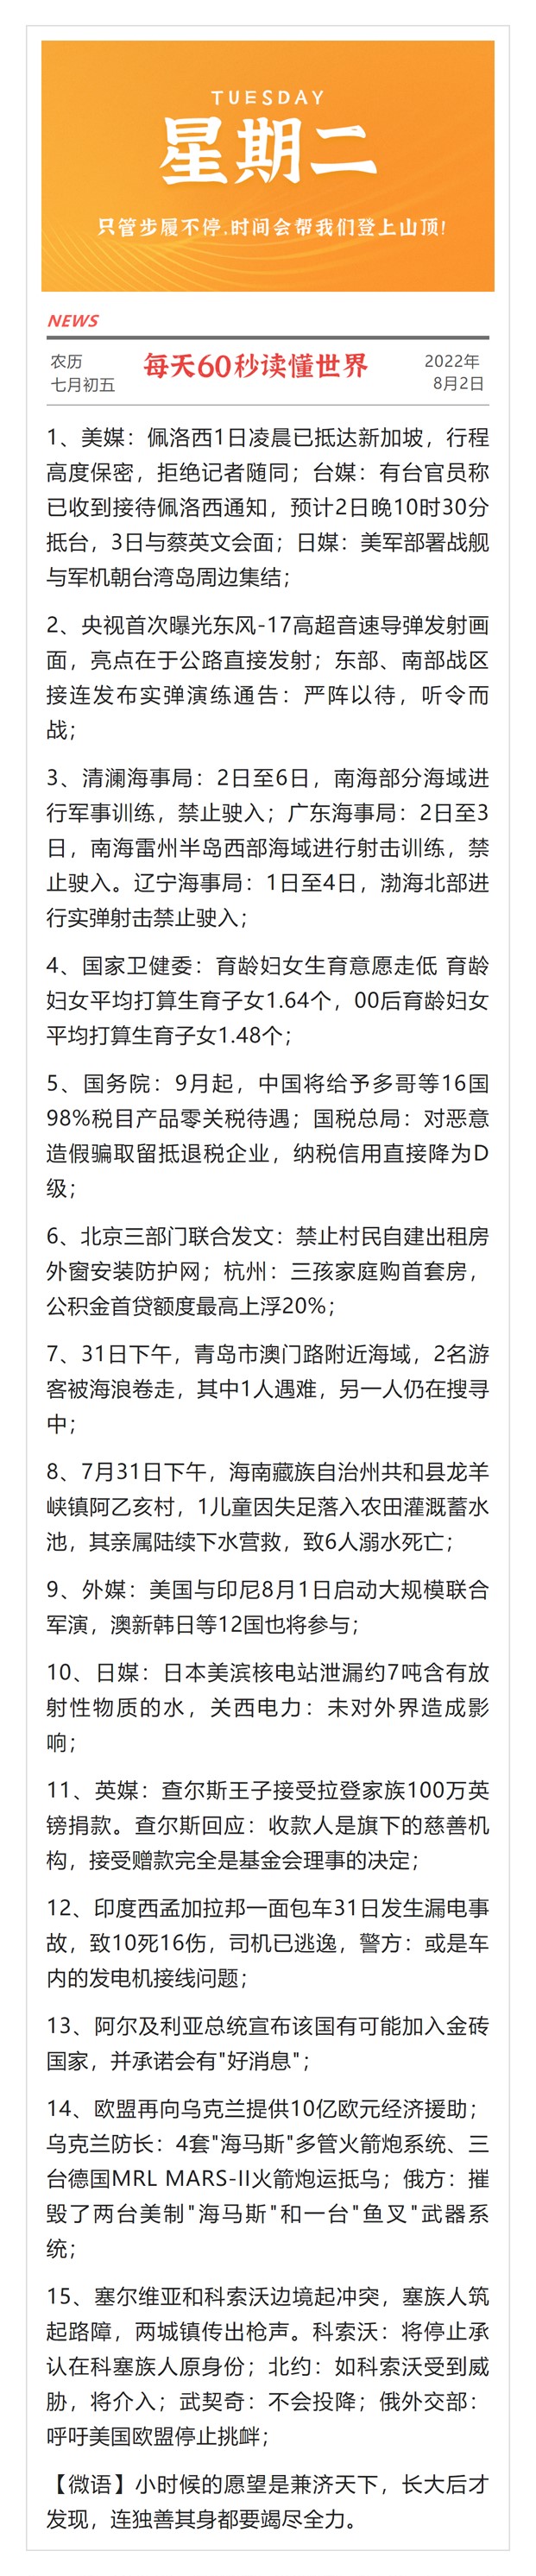 TUESDAY
星期二
只管步履不停,时间会帮我们登上山顶!
NEWS
农历
七月初五
每天60秒读懂世界
2022年
8月2日
1、美媒：佩洛西1日凌晨已抵达新加坡，行程
高度保密，拒绝记者随同；台媒：有台官员称
已收到接待佩洛西通知，预计2日晚10时30分
抵台，3日与蔡英文会面；日媒：美军部署战舰
与军机朝台湾岛周边集结；
2、央视首次曝光东风-17高超音速导弹发射画
面，亮点在于公路直接发射；东部、南部战区
接连发布实弹演练通告：严阵以待，听令而
战；
3、清澜海事局：2日至6日，南海部分海域进
行军事训练，禁止驶入；广东海事局：2日至3
日，南海雷州半岛西部海域进行射击训练，禁
止驶入。辽宁海事局：1日至4日，渤海北部进
行实弹射击禁止驶入；
4、国家卫健委：育龄妇女生育意愿走低 育龄
妇女平均打算生育子女1.64个，00后育龄妇女
平均打算生育子女1.48个；
5、国务院：9月起，中国将给予多哥等16国
98%税目产品零关税待遇；国税总局：对恶意
造假骗取留抵退税企业，纳税信用直接降为D
级；
6、北京三部门联合发文：禁止村民自建出租房
外窗安装防护网；杭州：三孩家庭购首套房，
公积金首贷额度最高上浮20%；
7、31日下午，青岛市澳门路附近海域，2名游
客被海浪卷走，其中1人遇难，另一人仍在搜寻
中；
8、7月31日下午，海南藏族自治州共和县龙羊
峡镇阿乙亥村，1儿童因失足落入农田灌溉蓄水
池，其亲属陆续下水营救，致6人溺水死亡；
9、外媒：美国与印尼8月1日启动大规模联合
军演，澳新韩日等12国也将参与；
10、日媒：日本美滨核电站泄漏约7吨含有放
射性物质的水，关西电力：未对外界造成影
响；
11、英媒：查尔斯王子接受拉登家族100万英
镑捐款。查尔斯回应：收款人是旗下的慈善机
构，接受赠款完全是基金会理事的决定；
12、印度西孟加拉邦一面包车31日发生漏电事
故，致10死16伤，司机已逃逸，警方：或是车
内的发电机接线问题；
13、阿尔及利亚总统宣布该国有可能加入金砖
国家，并承诺会有"好消息"；
14、欧盟再向乌克兰提供10亿欧元经济援助；
乌克兰防长：4套"海马斯"多管火箭炮系统、三
台德国MRL MARS-II火箭炮运抵乌；俄方：摧
毁了两台美制"海马斯"和一台"鱼叉"武器系
统；
15、塞尔维亚和科索沃边境起冲突，塞族人筑
起路障，两城镇传出枪声。科索沃：将停止承
认在科塞族人原身份；北约：如科索沃受到威
胁，将介入；武契奇：不会投降；俄外交部：
呼吁美国欧盟停止挑衅；
【微语】小时候的愿望是兼济天下，长大后才
发现，连独善其身都要竭尽全力。